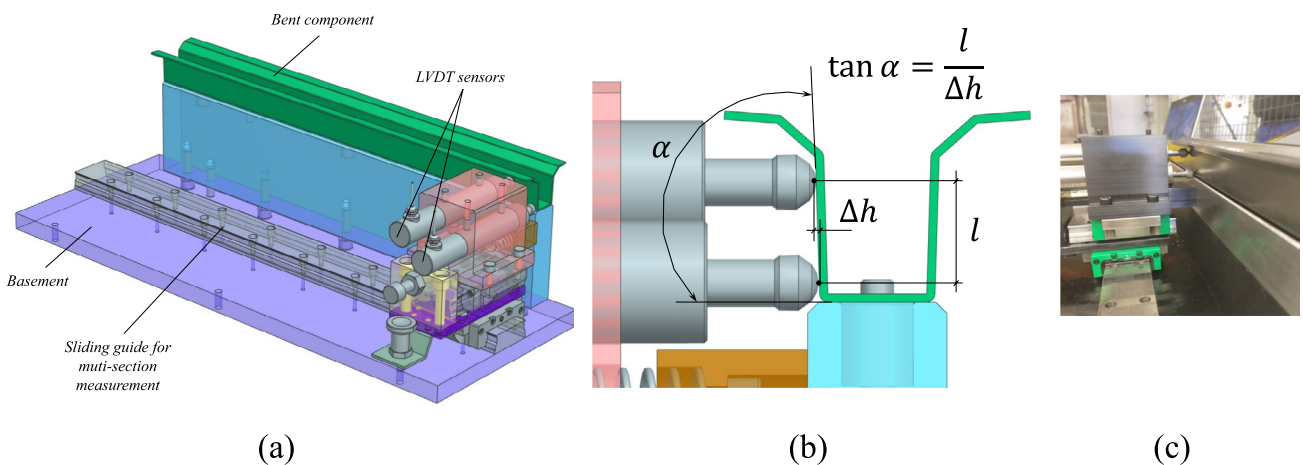 Bent component
LVDT sensors
Basement
Sliding guide for
muti-section
measurement
tan α = l / Δh
α
Δh
l
(a)
(b)
(c)